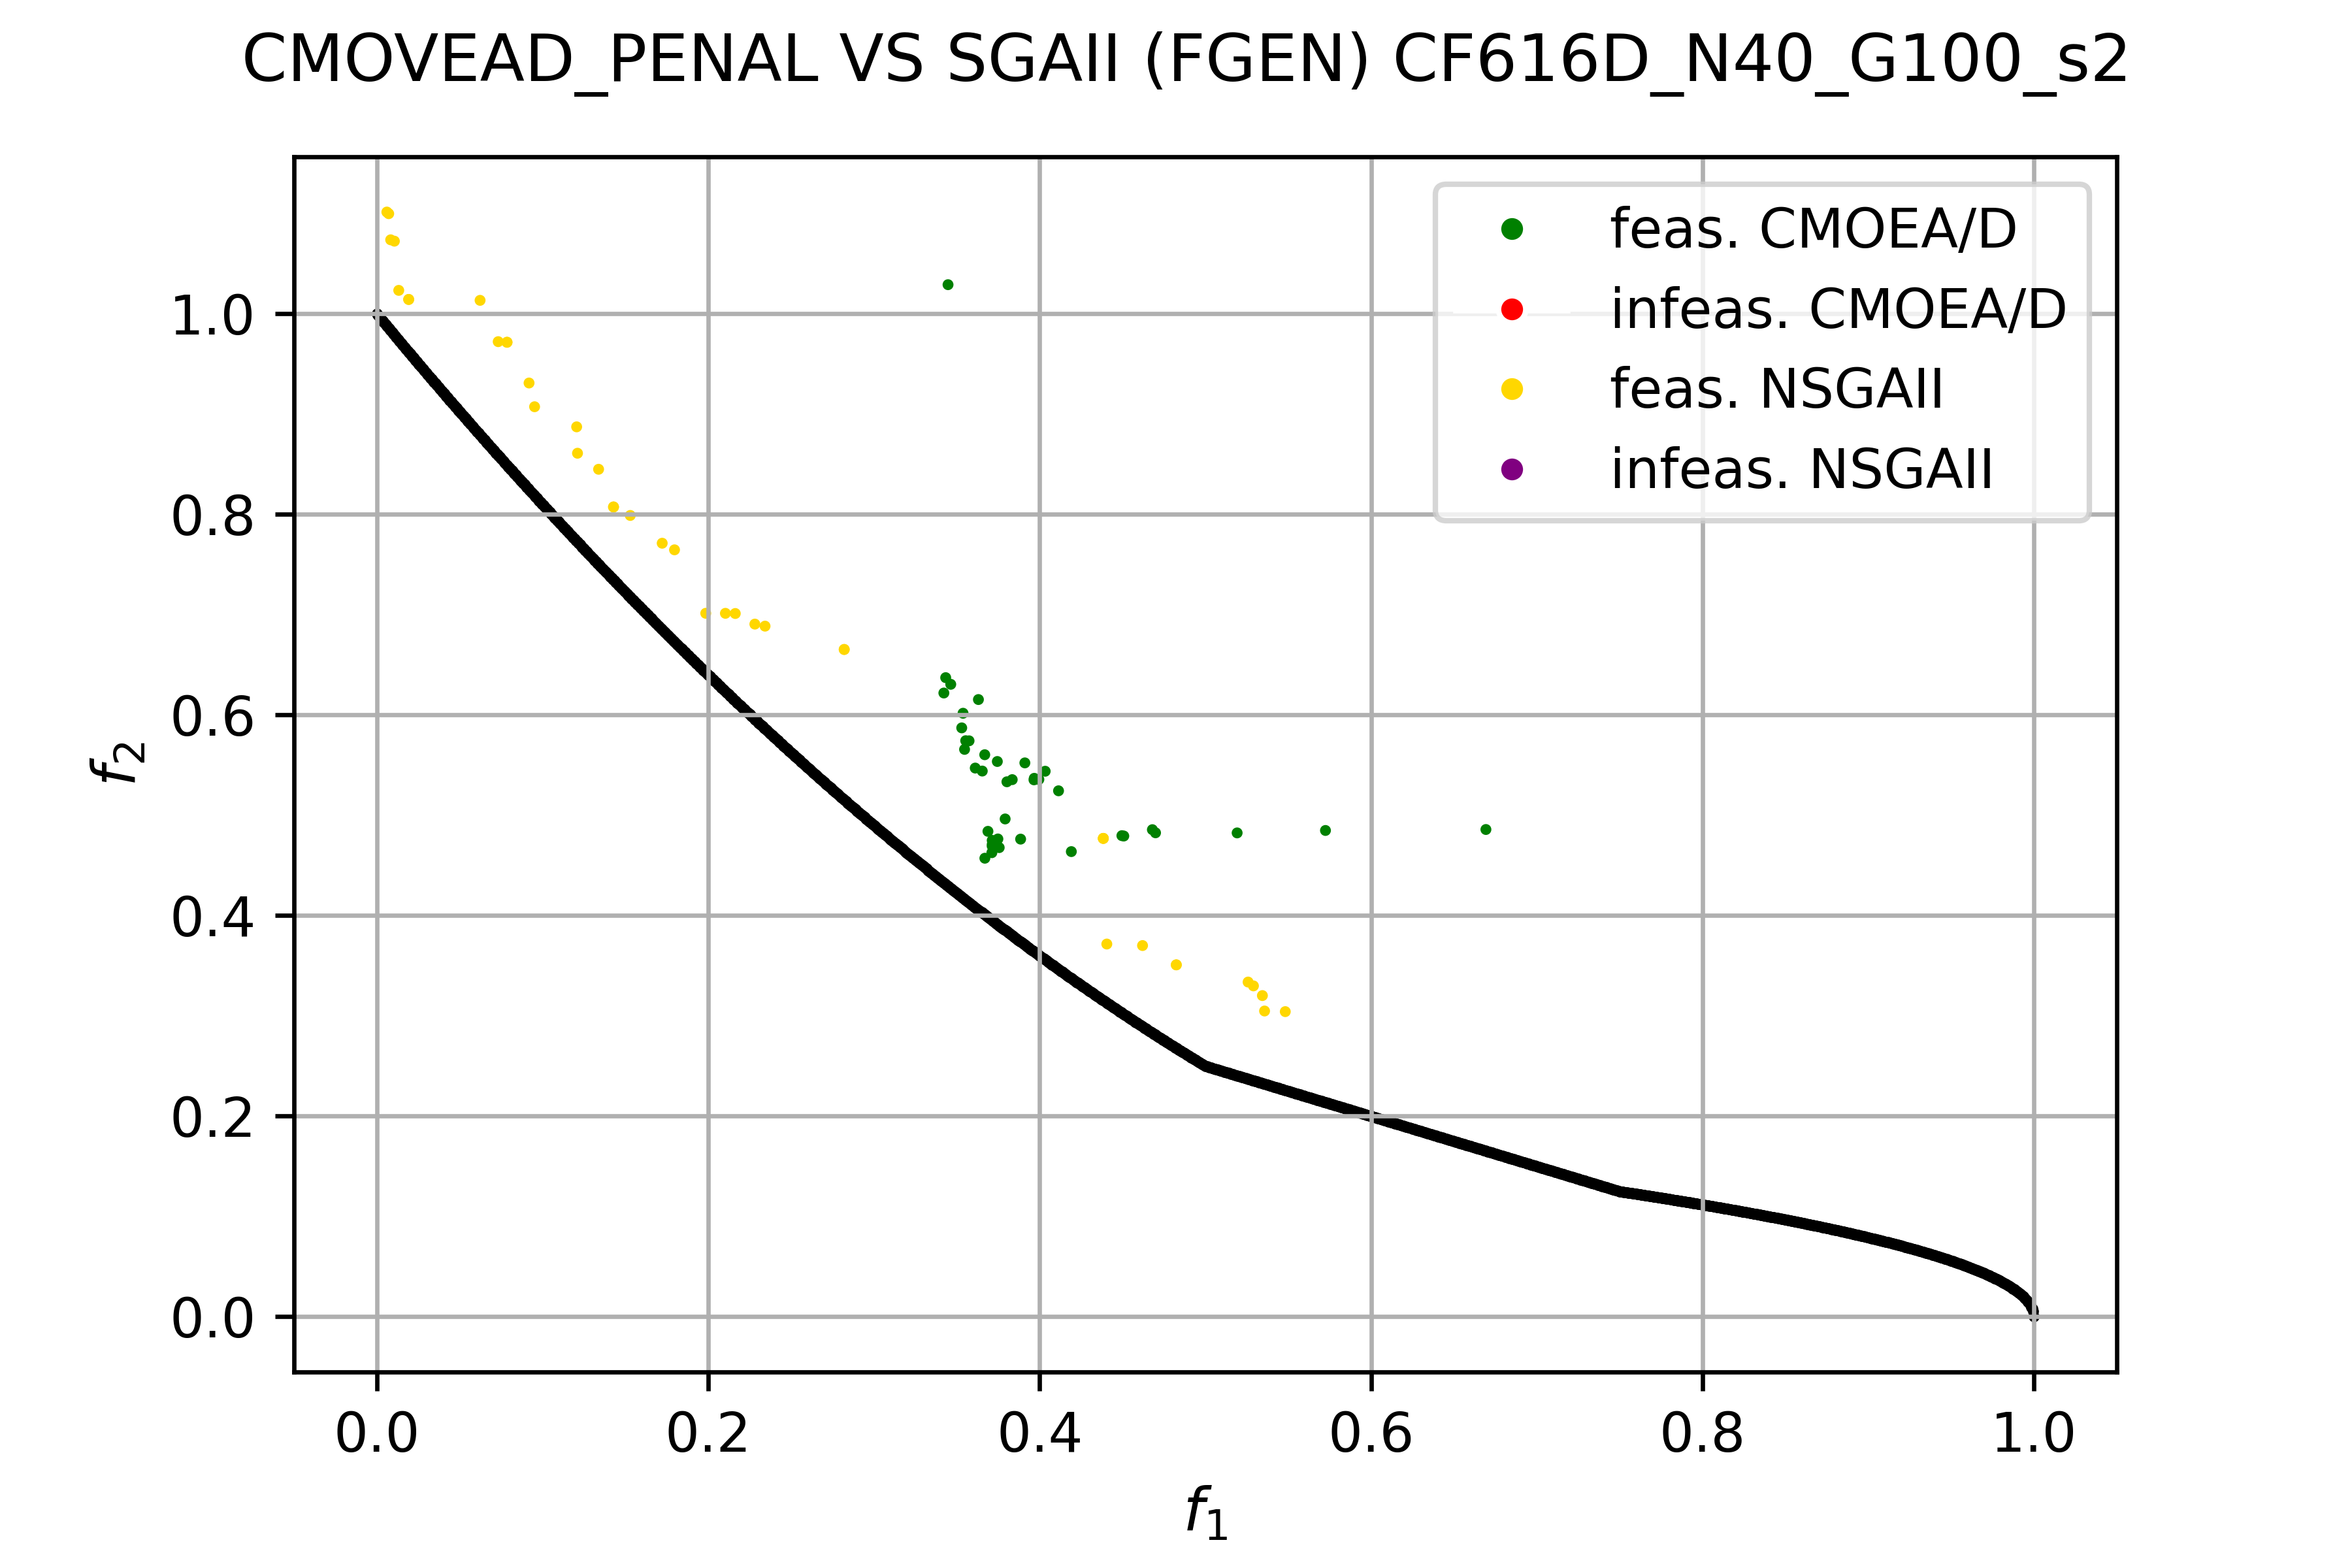 CMOVEAD_PENAL VS SGAII (FGEN) CF616D_N40_G100_s2
feas. CMOEA/D
infeas. CMOEA/D
feas. NSGAII
infeas. NSGAII
1.0
0.8
0.6
0.4
0.2
0.0
f2
0.0 0.2 0.4 0.6 0.8 1.0
f1